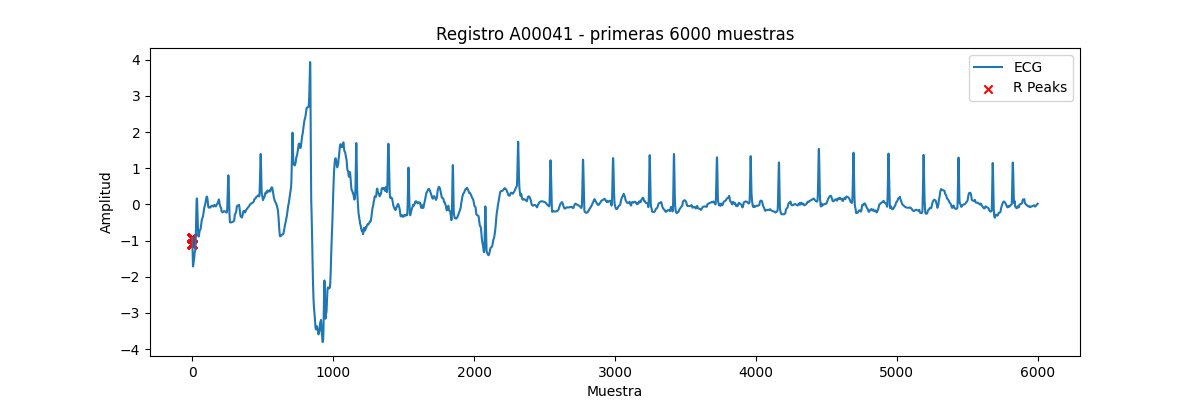 Registro A00041 - primeras 6000 muestras
ECG
R Peaks
Amplitud
4
3
2
1
0
−1
−2
−3
−4
0 1000 2000 3000 4000 5000 6000
Muestra